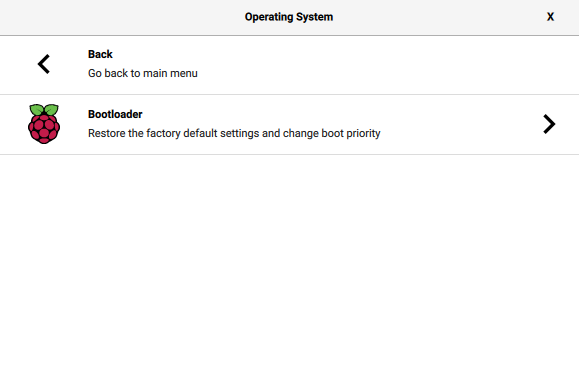 Operating System X
Back
Go back to main menu
Bootloader
Restore the factory default settings and change boot priority